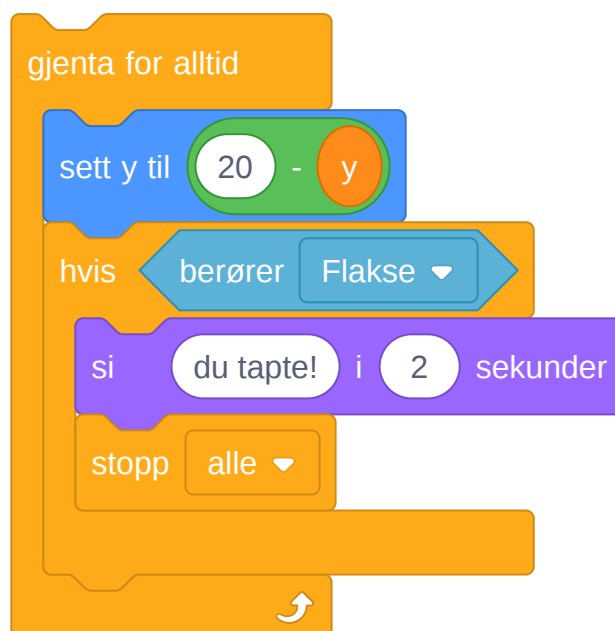 gjenta for alltid
sett y til 20 - y
hvis berører Flakse
si du tapte! i 2 sekunder
stopp alle